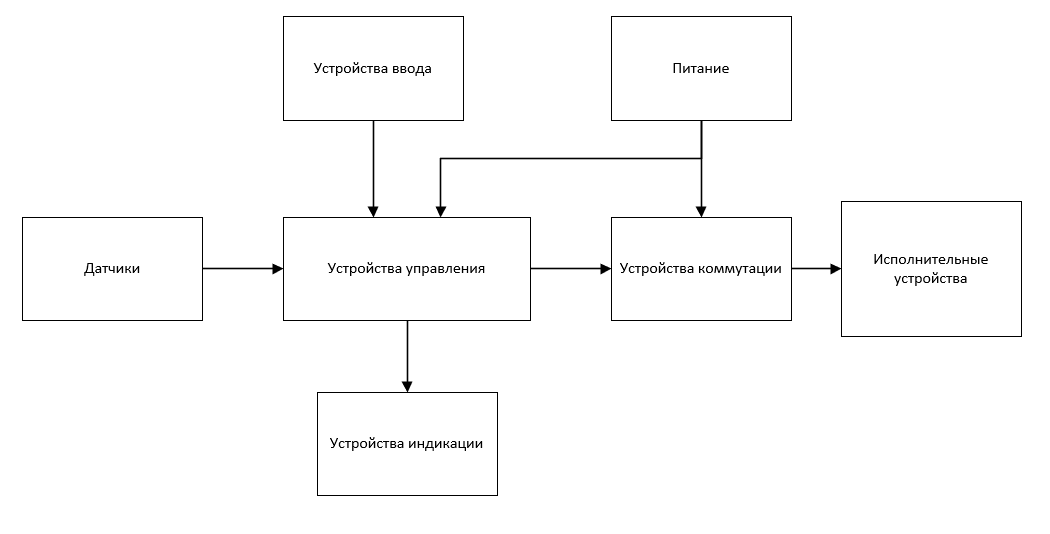 Устройства ввода
Питание
Датчики
Устройства управления
Устройства коммутации
Исполнительные
устройства
Устройства индикации